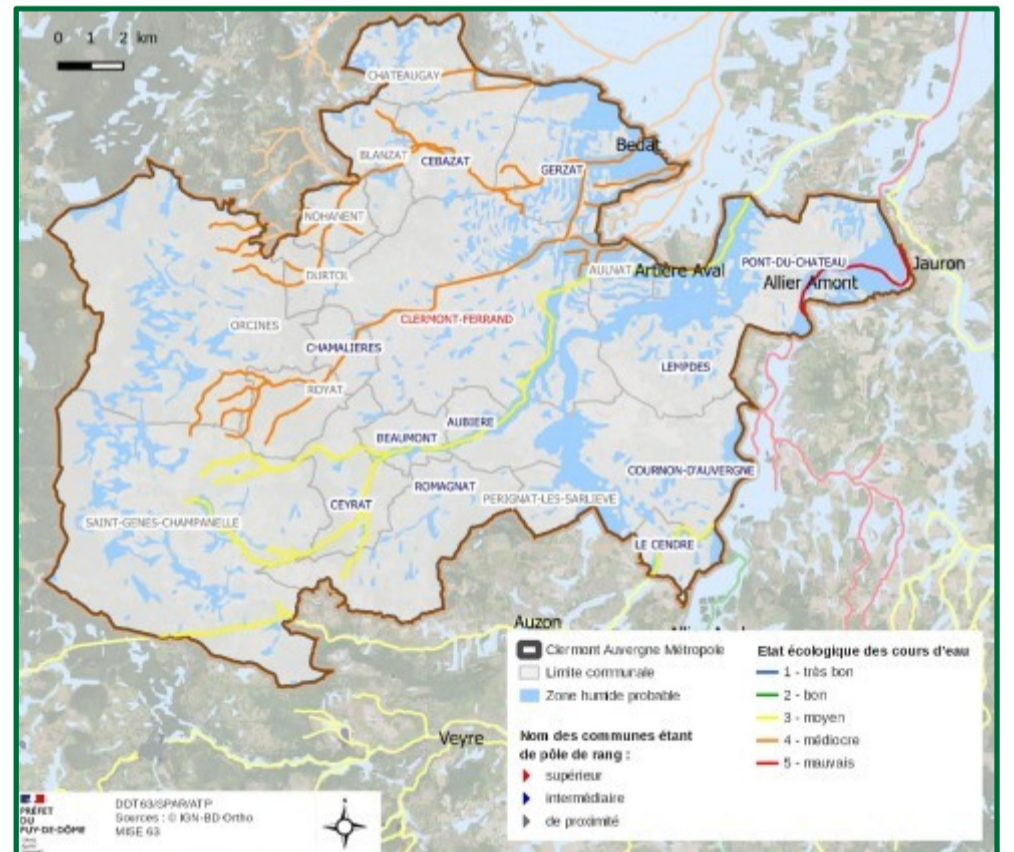 0 1 2 km
CHATEAUGAY
Bedat
BLANZAT
CEBAZAT
GERZAT
NOHANENT
DURTOL
AULNAT
Artière Aval
PONT-DU-CHATEAU
Jauron
Allier Amont
ORCINES
CLERMONT-FERRAND
CHAMALIERES
LEMPDES
ROYAT
AUBIERE
BEAUMONT
COURNON-D'AUVERGNE
ROMAGNAT
CEYRAT
PERIGNAT-LES-SARLIEVE
SAINT-GENES-CHAMPANELLE
LE CENDRE
Auzon
Veyre
Clermont Auvergne Métropole
Limite communale
Zone humide probable
Nom des communes étant
de pôle de rang :
supérieur
intermédiaire
de proximité
Etat écologique des cours d'eau
1 - très bon
2 - bon
3 - moyen
4 - médiocre
5 - mauvais
PRÉFET
DU
PUY-DE-DÔME
DDT63/SPAR/ATP
Sources : © IGN-BD Ortho
MISE 63